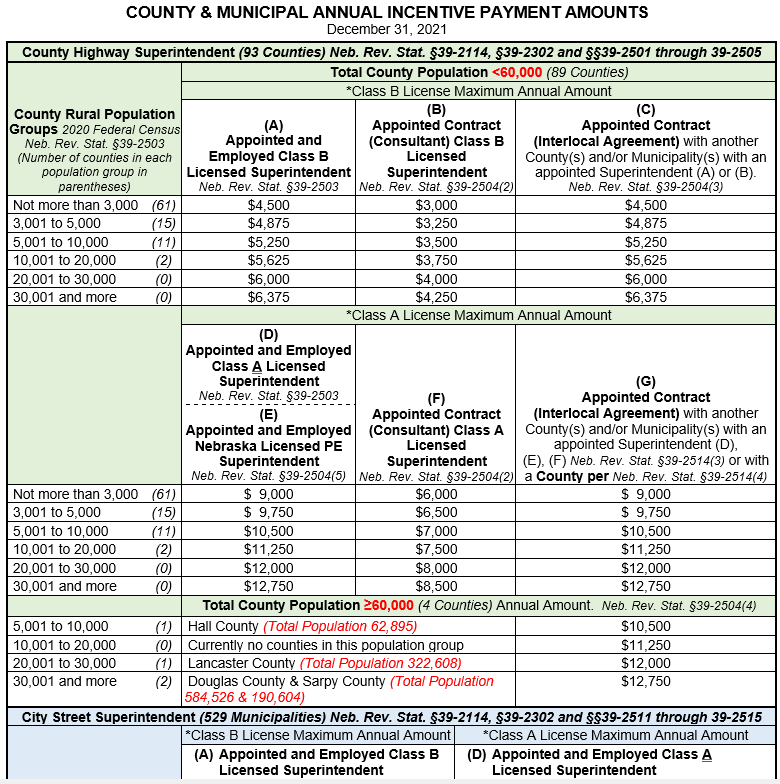 COUNTY & MUNICIPAL ANNUAL INCENTIVE PAYMENT AMOUNTS
December 31, 2021
County Highway Superintendent (93 Counties) Neb. Rev. Stat. §39-2114, §39-2302 and §§39-2501 through 39-2505
Total County Population <60,000 (89 Counties)
*Class B License Maximum Annual Amount
County Rural Population
Groups 2020 Federal Census
Neb. Rev. Stat. §39-2503
(Number of counties in each
population group in
parentheses)
(A)
Appointed and
Employed Class B
Licensed Superintendent
Neb. Rev. Stat. §39-2503
(B)
Appointed Contract
(Consultant) Class B
Licensed
Superintendent
Neb. Rev. Stat. §39-2504(2)
(C)
Appointed Contract
(Interlocal Agreement) with another
County(s) and/or Municipality(s) with an
appointed Superintendent (A) or (B).
Neb. Rev. Stat. §39-2504(3)
Not more than 3,000 (61) $4,500 $3,000 $4,500
3,001 to 5,000 (15) $4,875 $3,250 $4,875
5,001 to 10,000 (11) $5,250 $3,500 $5,250
10,001 to 20,000 (2) $5,625 $3,750 $5,625
20,001 to 30,000 (0) $6,000 $4,000 $6,000
30,001 and more (0) $6,375 $4,250 $6,375
*Class A License Maximum Annual Amount
(D)
Appointed and Employed
Class A Licensed
Superintendent
Neb. Rev. Stat. §39-2503
(E)
Appointed and Employed
Nebraska Licensed PE
Superintendent
Neb. Rev. Stat. §39-2504(5)
(F)
Appointed Contract
(Consultant) Class A
Licensed
Superintendent
Neb. Rev. Stat. §39-2504(2)
(G)
Appointed Contract
(Interlocal Agreement) with another
County(s) and/or Municipality(s) with an
appointed Superintendent (D),
(E), (F) Neb. Rev. Stat. §39-2514(3) or with
a County per Neb. Rev. Stat. §39-2514(4)
Not more than 3,000 (61) $ 9,000 $6,000 $ 9,000
3,001 to 5,000 (15) $ 9,750 $6,500 $ 9,750
5,001 to 10,000 (11) $10,500 $7,000 $10,500
10,001 to 20,000 (2) $11,250 $7,500 $11,250
20,001 to 30,000 (0) $12,000 $8,000 $12,000
30,001 and more (0) $12,750 $8,500 $12,750
Total County Population ≥60,000 (4 Counties) Annual Amount. Neb. Rev. Stat. §39-2504(4)
5,001 to 10,000 (1) Hall County (Total Population 62,895) $10,500
10,001 to 20,000 (0) Currently no counties in this population group $11,250
20,001 to 30,000 (1) Lancaster County (Total Population 322,608) $12,000
30,001 and more (2) Douglas County & Sarpy County (Total Population $12,750
584,526 & 190,604)
City Street Superintendent (529 Municipalities) Neb. Rev. Stat. §39-2114, §39-2302 and §§39-2511 through 39-2515
*Class B License Maximum Annual Amount *Class A License Maximum Annual Amount
(A) Appointed and Employed Class B
Licensed Superintendent
(D) Appointed and Employed Class A
Licensed Superintendent